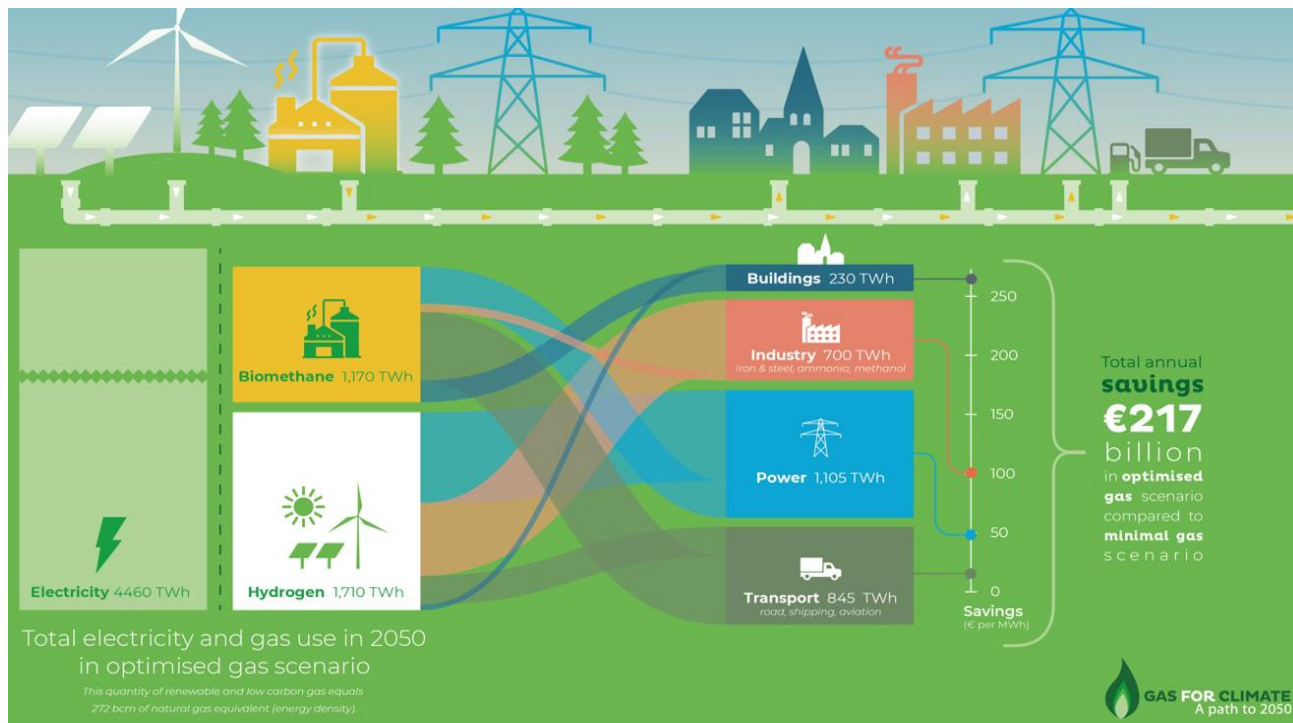 Electricity 4460 TWh
Biomethane 1,170 TWh
Hydrogen 1,710 TWh
Buildings 230 TWh
Industry 700 TWh
iron & steel, ammonia, methanol
Power 1,105 TWh
Transport 845 TWh
road, shipping, aviation
250
200
150
100
50
0
Savings
(€ per MWh)
Total annual
savings
€217
billion
in optimised
gas scenario
compared to
minimal gas
scenario
Total electricity and gas use in 2050
in optimised gas scenario
This quantity of renewable and low carbon gas equals
272 bcm of natural gas equivalent (energy density).
GAS FOR CLIMATE
A path to 2050